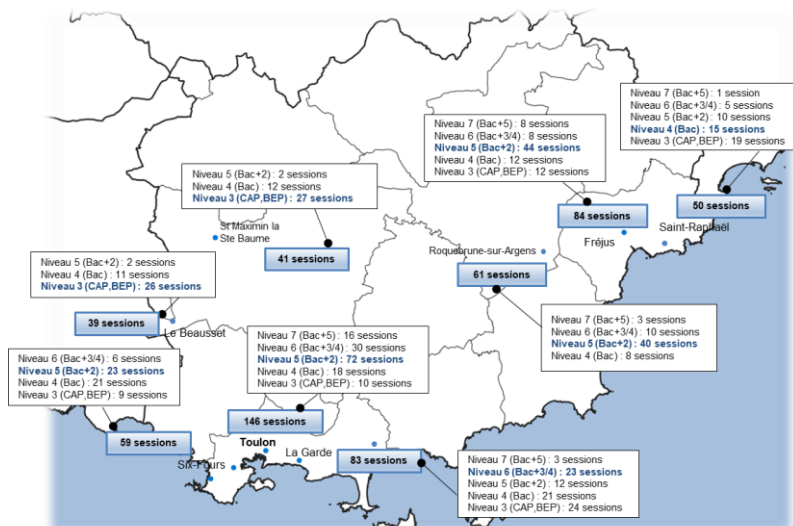 Niveau 7 (Bac+5) : 1 session
Niveau 6 (Bac+3/4) : 5 sessions
Niveau 5 (Bac+2) : 10 sessions
Niveau 4 (Bac) : 15 sessions
Niveau 3 (CAP,BEP) : 19 sessions
50 sessions
Niveau 7 (Bac+5) : 8 sessions
Niveau 6 (Bac+3/4) : 8 sessions
Niveau 5 (Bac+2) : 44 sessions
Niveau 4 (Bac) : 12 sessions
Niveau 3 (CAP,BEP) : 12 sessions
84 sessions
Fréjus
Saint-Raphaël
Niveau 5 (Bac+2) : 2 sessions
Niveau 4 (Bac) : 12 sessions
Niveau 3 (CAP,BEP) : 27 sessions
St Maximin la
Ste Baume
41 sessions
Roquebrune-sur-Argens
61 sessions
Niveau 7 (Bac+5) : 3 sessions
Niveau 6 (Bac+3/4) : 10 sessions
Niveau 5 (Bac+2) : 40 sessions
Niveau 4 (Bac) : 8 sessions
Niveau 5 (Bac+2) : 2 sessions
Niveau 4 (Bac) : 11 sessions
Niveau 3 (CAP,BEP) : 26 sessions
39 sessions
Le Beausset
Niveau 7 (Bac+5) : 16 sessions
Niveau 6 (Bac+3/4) : 30 sessions
Niveau 5 (Bac+2) : 72 sessions
Niveau 4 (Bac) : 18 sessions
Niveau 3 (CAP,BEP) : 10 sessions
146 sessions
Toulon
Niveau 6 (Bac+3/4) : 6 sessions
Niveau 5 (Bac+2) : 23 sessions
Niveau 4 (Bac) : 21 sessions
Niveau 3 (CAP,BEP) : 9 sessions
59 sessions
Six-Fours
La Garde
83 sessions
Niveau 7 (Bac+5) : 3 sessions
Niveau 6 (Bac+3/4) : 23 sessions
Niveau 5 (Bac+2) : 12 sessions
Niveau 4 (Bac) : 21 sessions
Niveau 3 (CAP,BEP) : 24 sessions